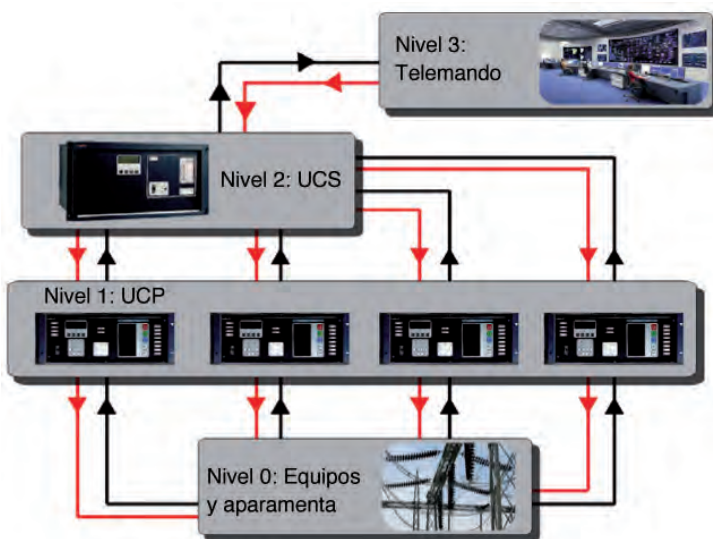 Nivel 3:
Telemando
Nivel 2: UCS
Nivel 1: UCP
Nivel 0: Equipos
y aparamenta